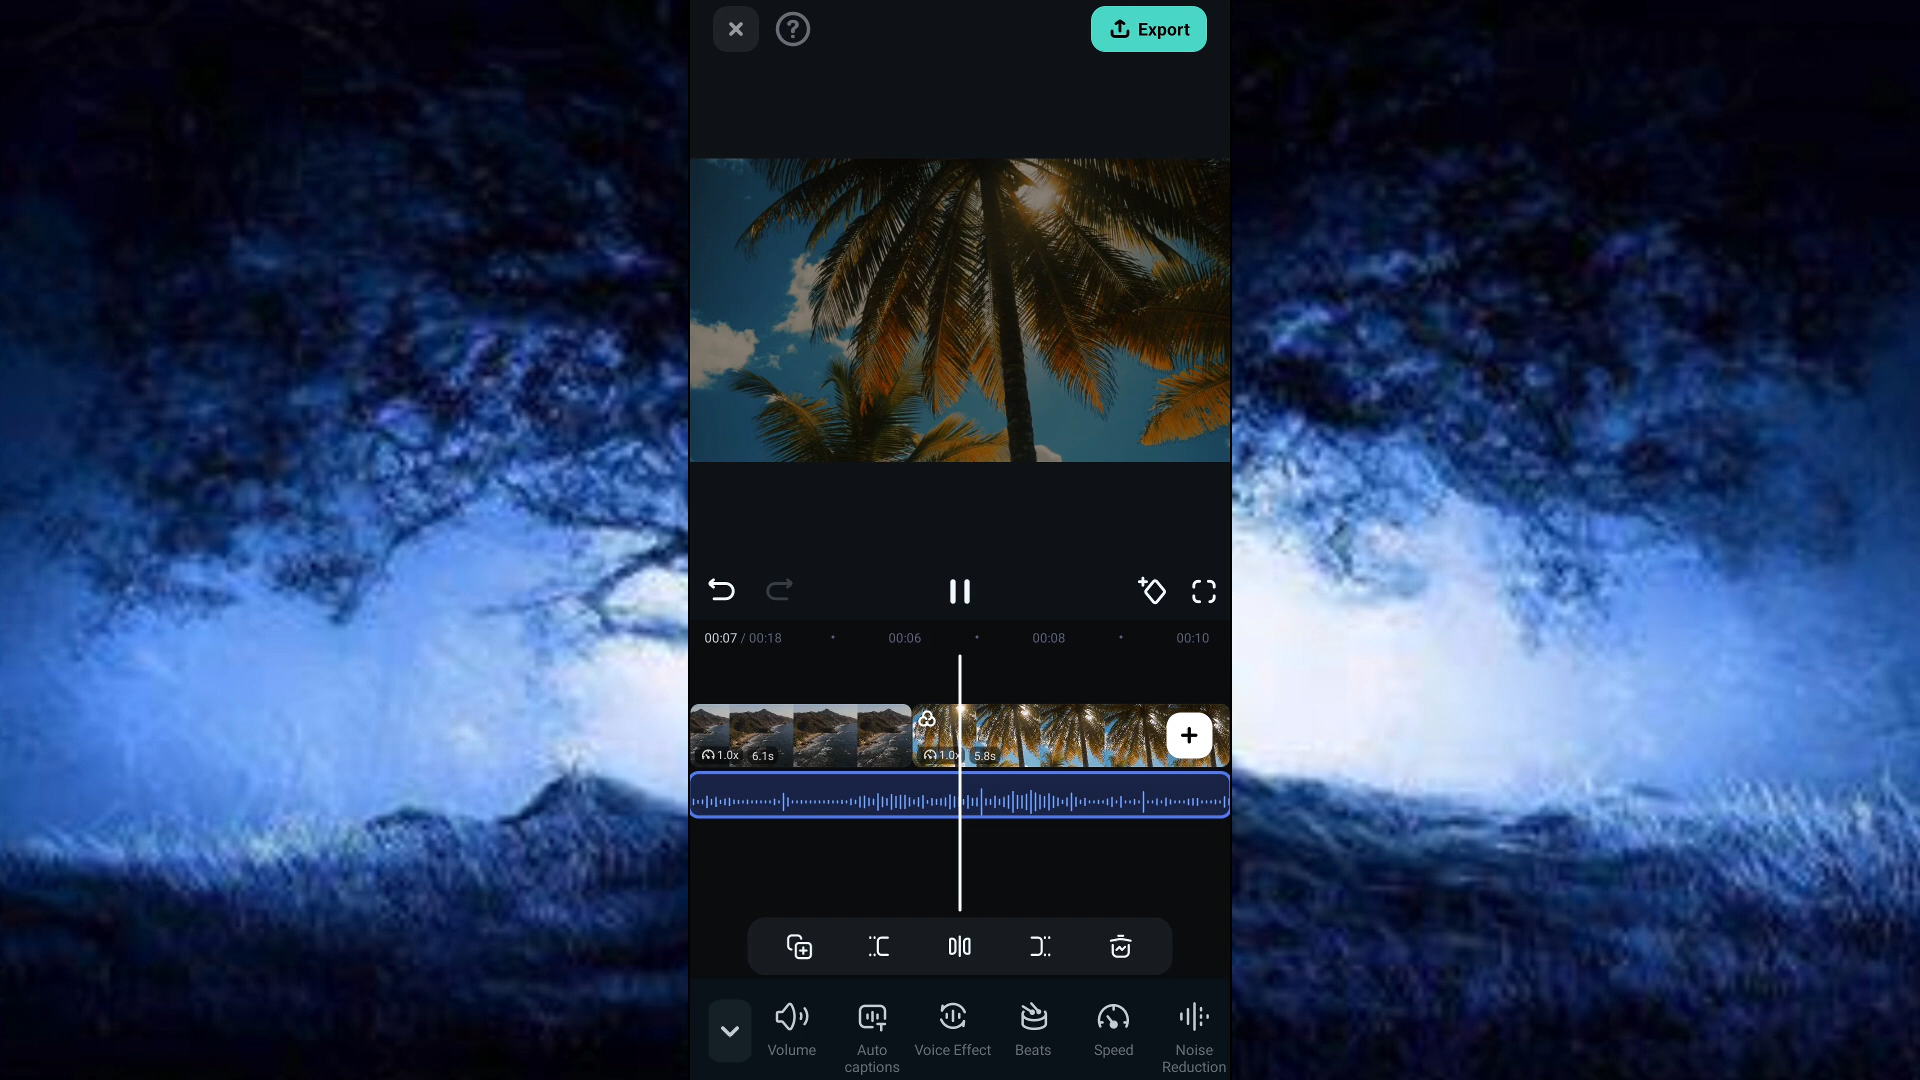 Export
00:07 / 00:18
00:06
00:08
00:10
1.0x
6.1s
1.0x
5.8s
Volume
Auto
captions
Voice Effect
Beats
Speed
Noise
Reduction